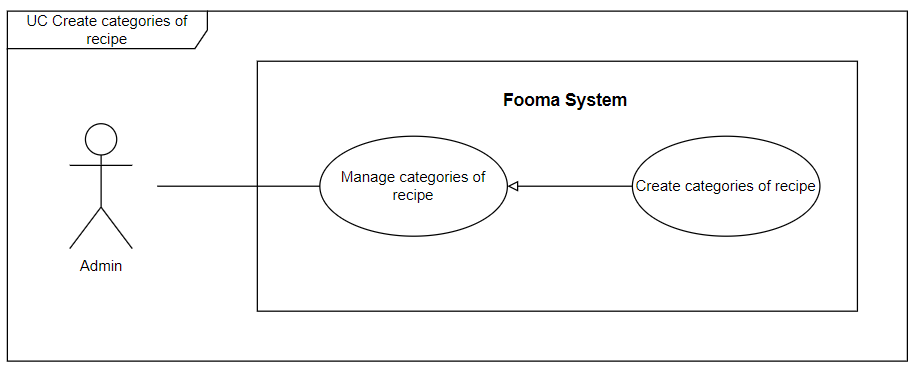 UC Create categories of
recipe
Fooma System
Manage categories of
recipe
Create categories of recipe
Admin